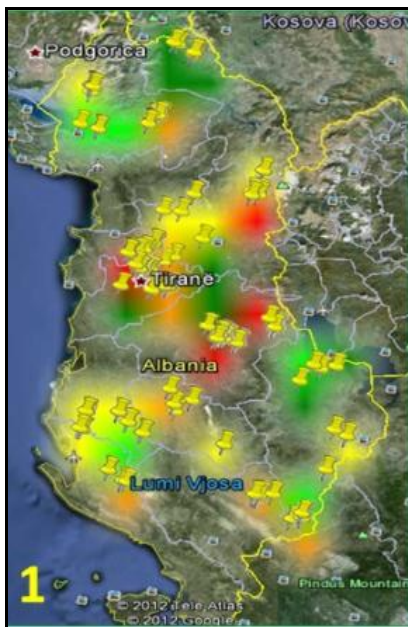 Kosova (Kosov
Podgorica
Tirane
Albania
Lumi Vjosa
1
Pindus Mountain
© 2012 Tele Atlas
© 2012 Google